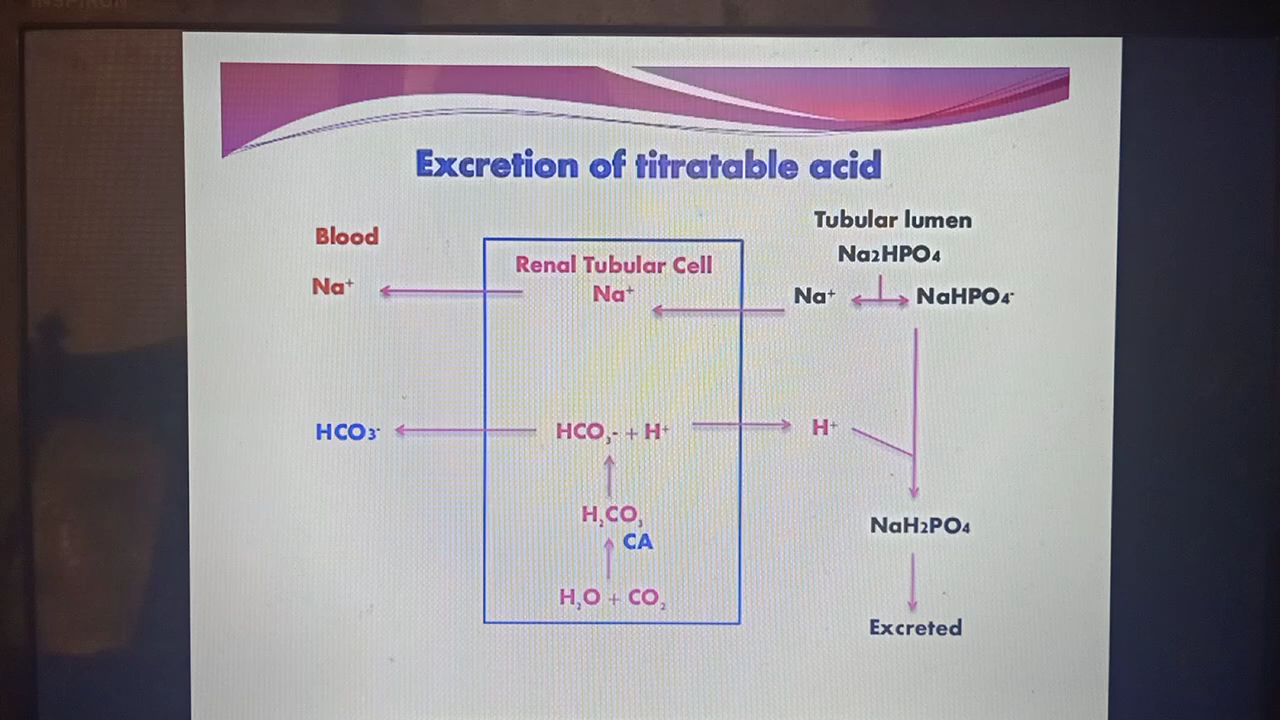 INSPIRON
Excretion of titratable acid
Tubular lumen
Blood
Na₂HPO₄
Renal Tubular Cell
Na⁺
Na⁺
Na⁺
NaHPO₄⁻
HCO₃⁻
HCO₃- + H⁺
H⁺
H₂CO₃
CA
NaH₂PO₄
H₂O + CO₂
Excreted